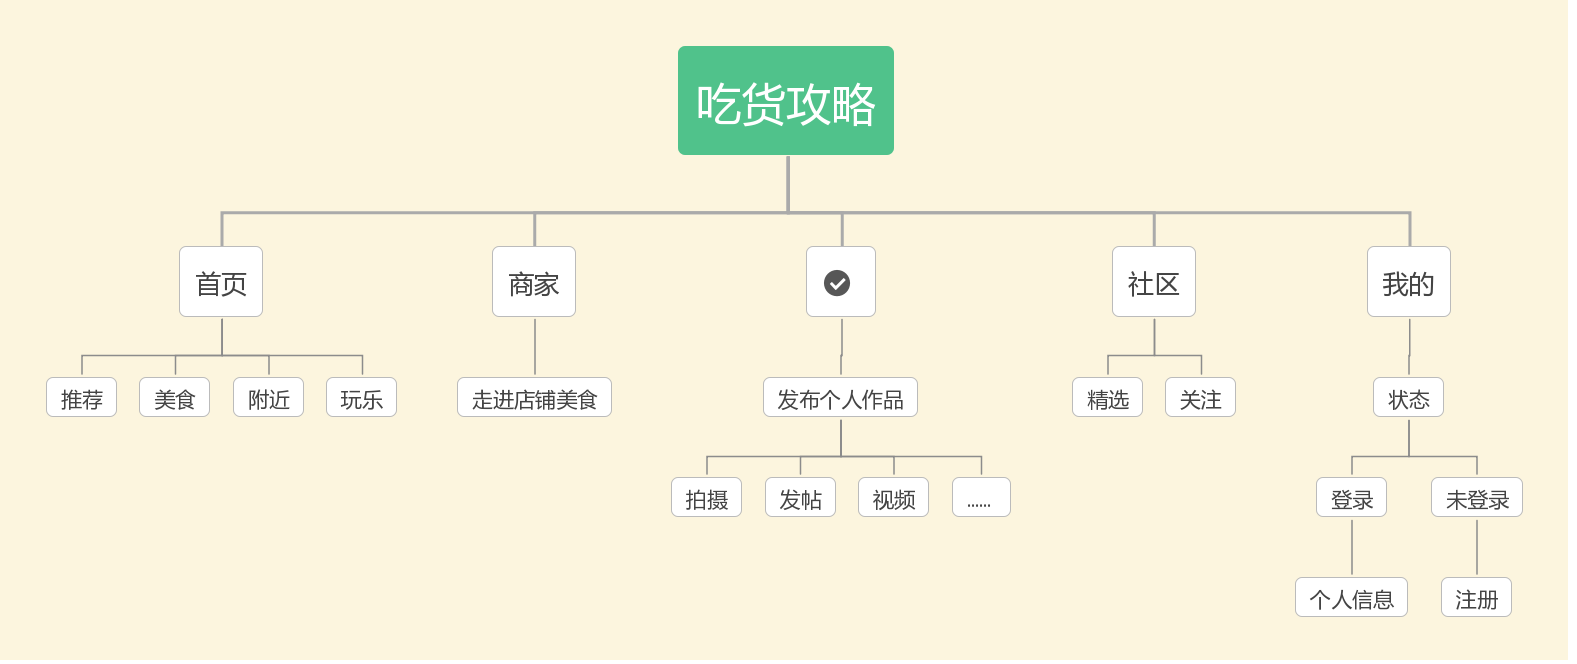 吃货攻略
首页
商家
社区
我的
推荐
美食
附近
玩乐
走进店铺美食
发布个人作品
精选
关注
状态
拍摄
发帖
视频
......
登录
未登录
个人信息
注册